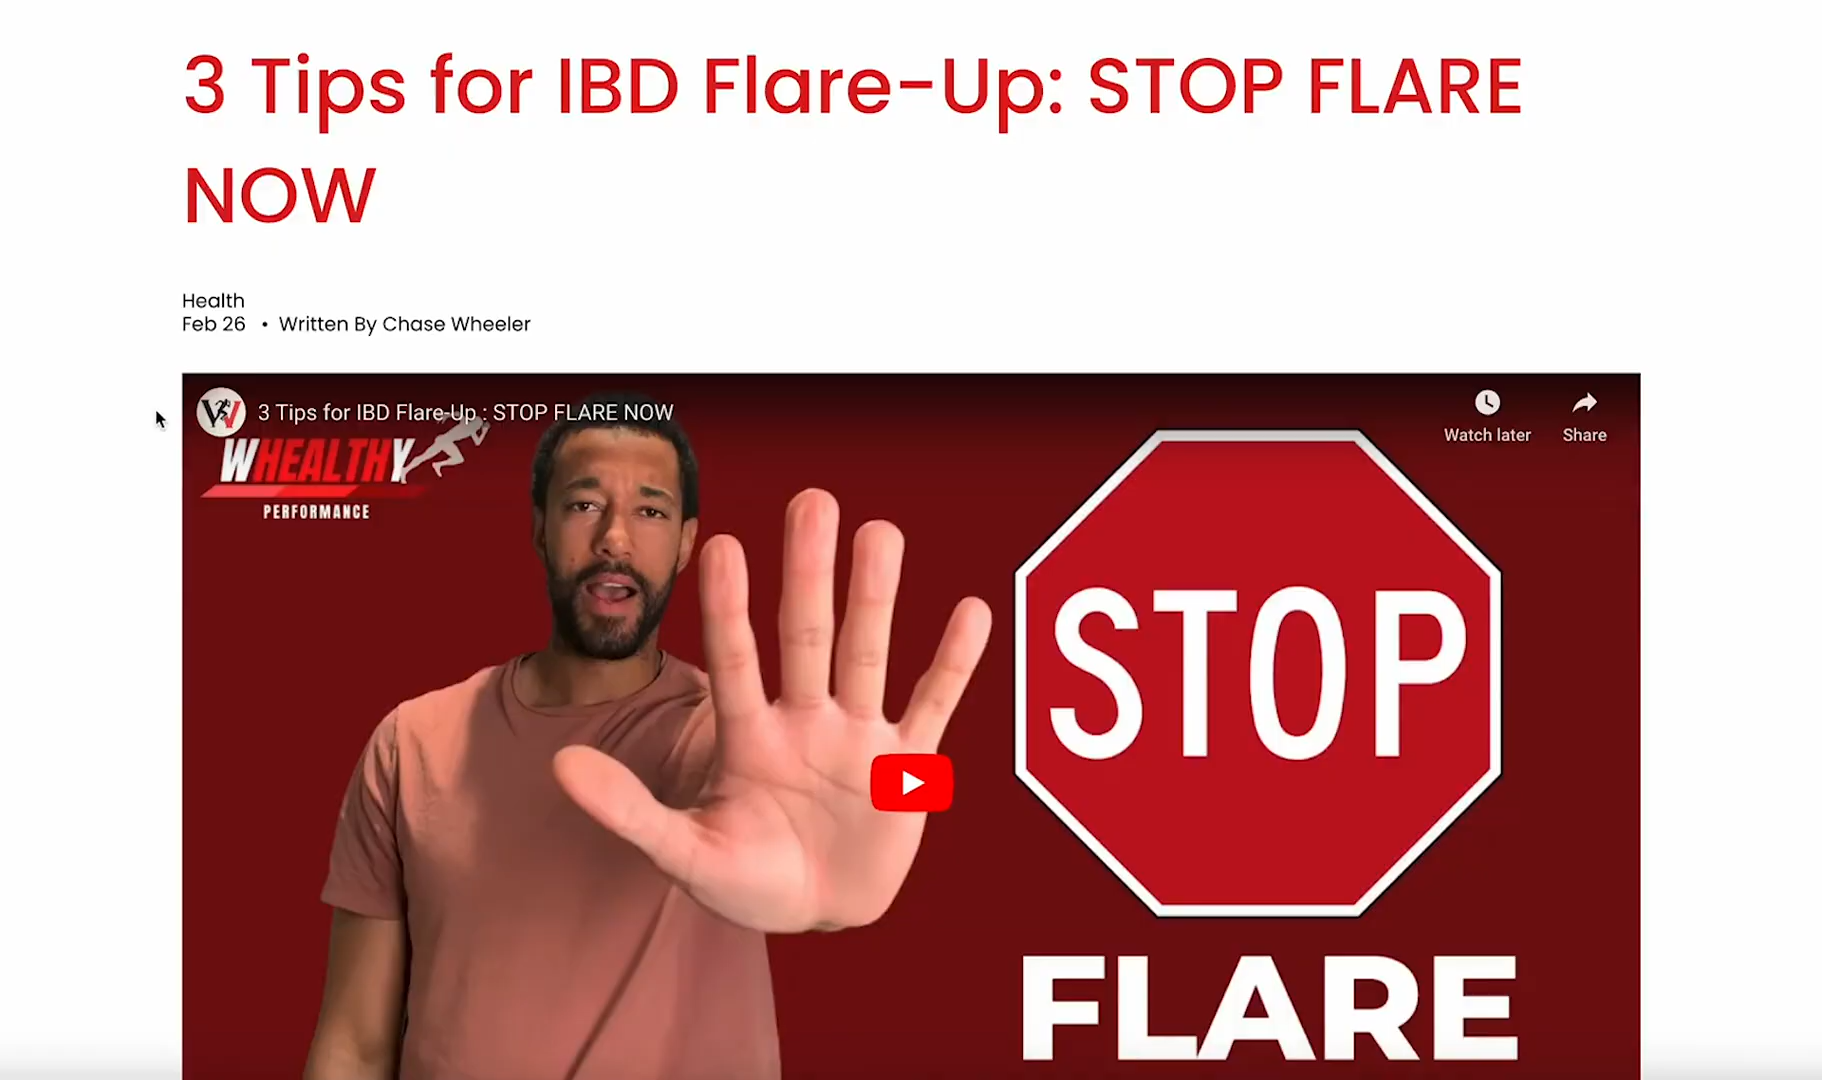 3 Tips for IBD Flare-Up: STOP FLARE
NOW
Health
Feb 26 • Written By Chase Wheeler
3 Tips for IBD Flare-Up : STOP FLARE NOW
Watch later
Share
WHEALTHY
PERFORMANCE
STOP
FLARE